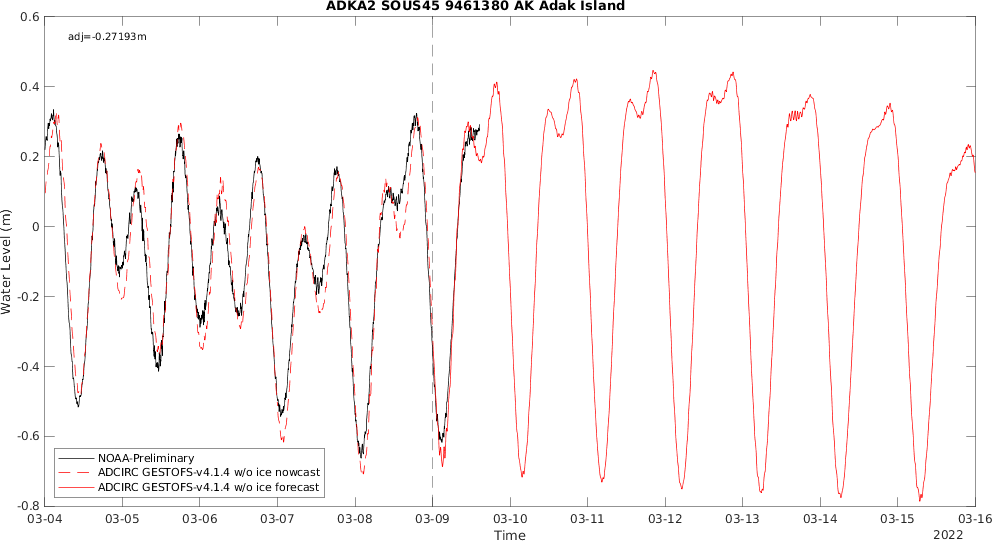 ADKA2 SOUS45 9461380 AK Adak Island
adj=-0.27193m
0.6
0.4
0.2
0
-0.2
-0.4
-0.6
-0.8
Water Level (m)
NOAA-Preliminary
ADCIRC GESTOFS-v4.1.4 w/o ice nowcast
ADCIRC GESTOFS-v4.1.4 w/o ice forecast
03-04 03-05 03-06 03-07 03-08 03-09 03-10 03-11 03-12 03-13 03-14 03-15 03-16
Time
2022